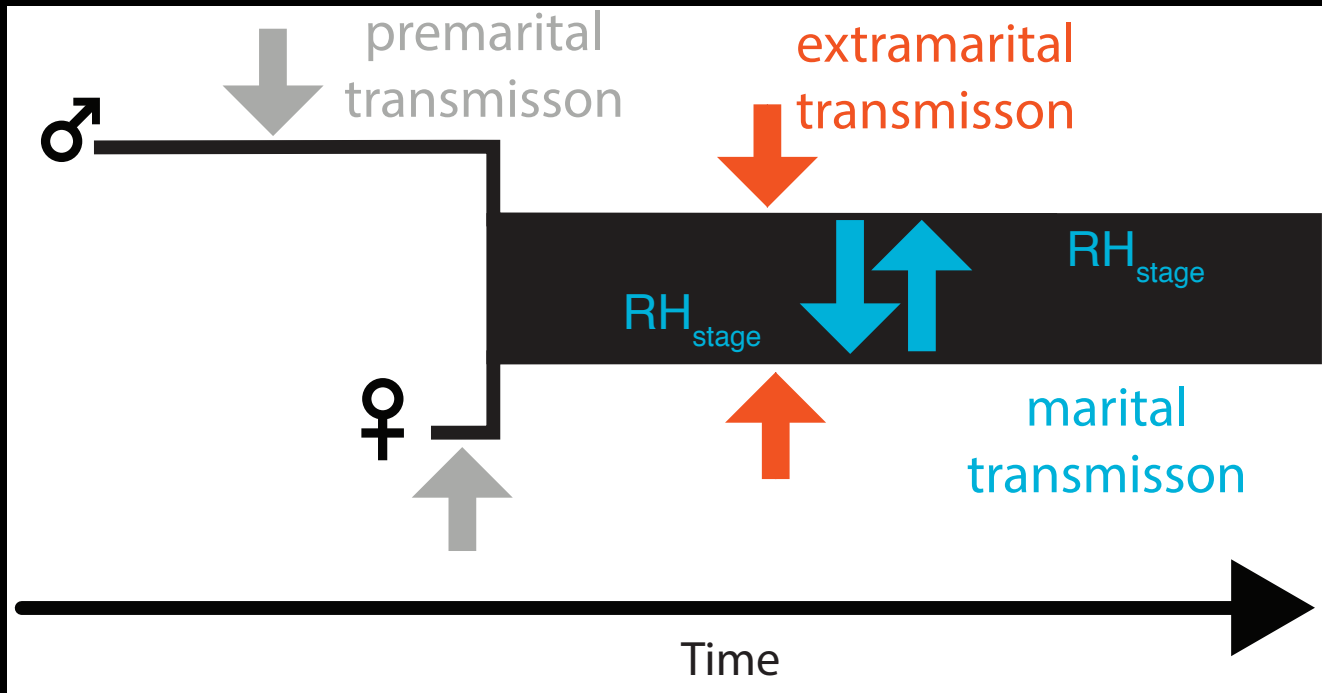 premarital
transmisson
extramarital
transmisson
RHstage
RHstage
marital
transmisson
Time